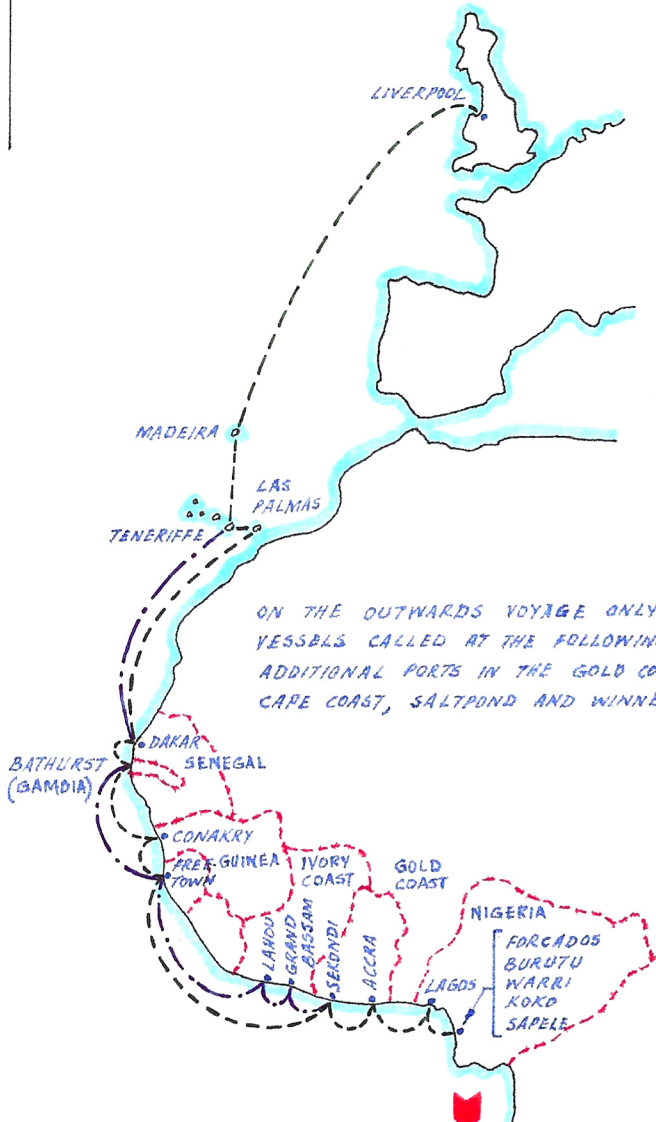 LIVERPOOL
MADEIRA
LAS
PALMAS
TENERIFFE
ON THE OUTWARDS VOYAGE ONLY
VESSELS CALLED AT THE FOLLOWIN
ADDITIONAL PORTS IN THE GOLD CO
CAPE COAST, SALTPOND AND WINNE
DAKAR
SENEGAL
BATHURST
(GAMBIA)
CONAKRY
GUINEA
FREE-
TOWN
IVORY
COAST
GOLD
COAST
LAHOU
GRAND
BASSAM
SEKONDI
ACCRA
LAGOS
NIGERIA
FORCADOS
BURUTU
WARRI
KOKO
SAPELE